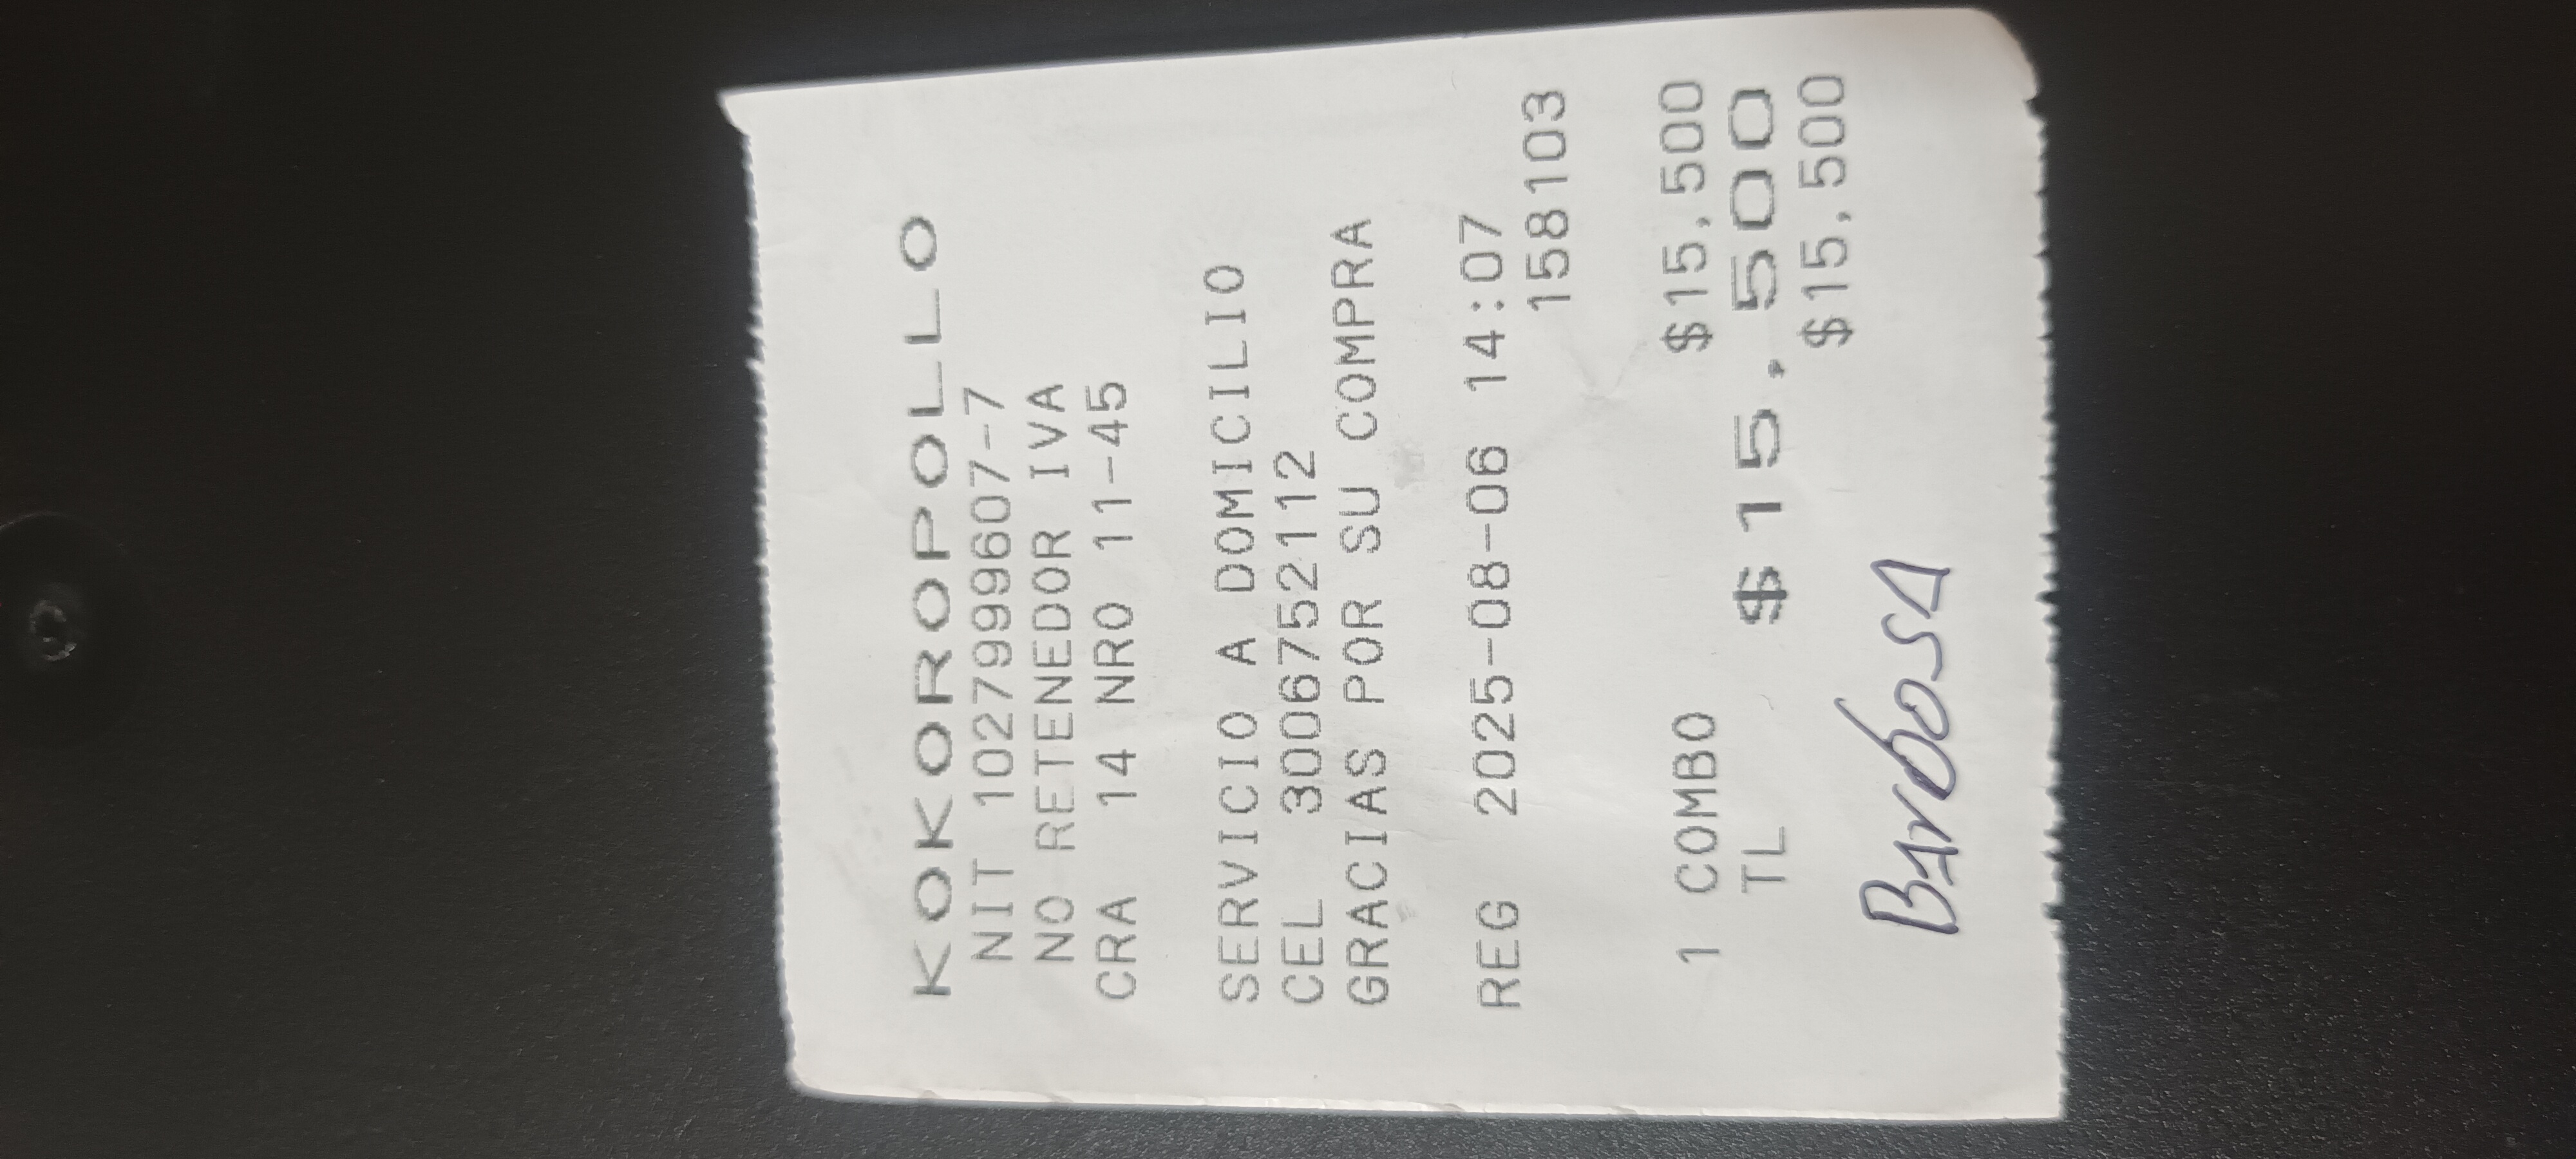 KOKOROPOLLO
NIT 1027999607-7
NO RETENEDOR IVA
CRA 14 NRO 11-45
SERVICIO A DOMICILIO
CEL 3006752112
GRACIAS POR SU COMPRA
REG 2025-08-06 14:07
158103
1 COMBO $15,500
TL $15,500
$15,500
Barbosa